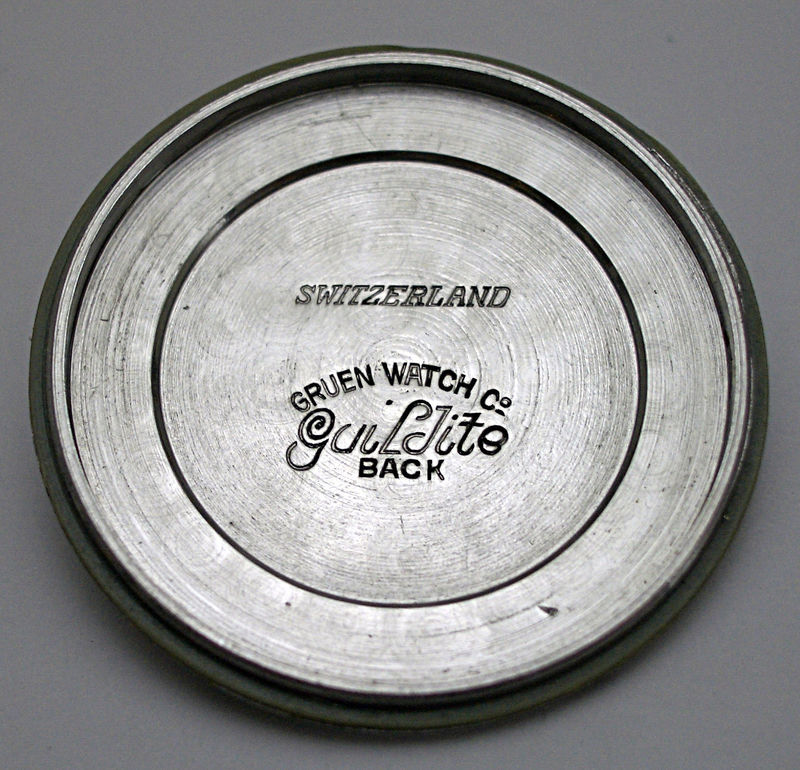 SWITZERLAND
GRUEN WATCH Co
guildite
BACK